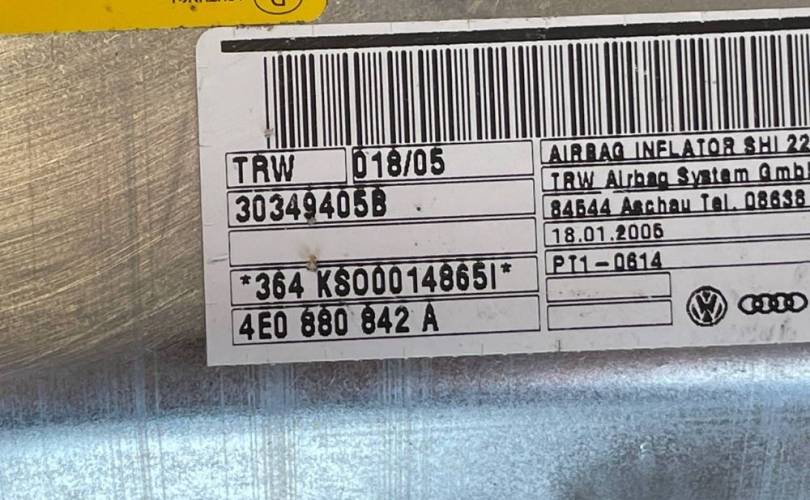 TRW 018/05
30349405B
*364 KS00014865I*
4E0 880 842 A
AIRBAG INFLATOR SHI 22
TRW Airbag System Gmb
84544 Aschau Tel. 08638
18.01.2005
PT1-0614